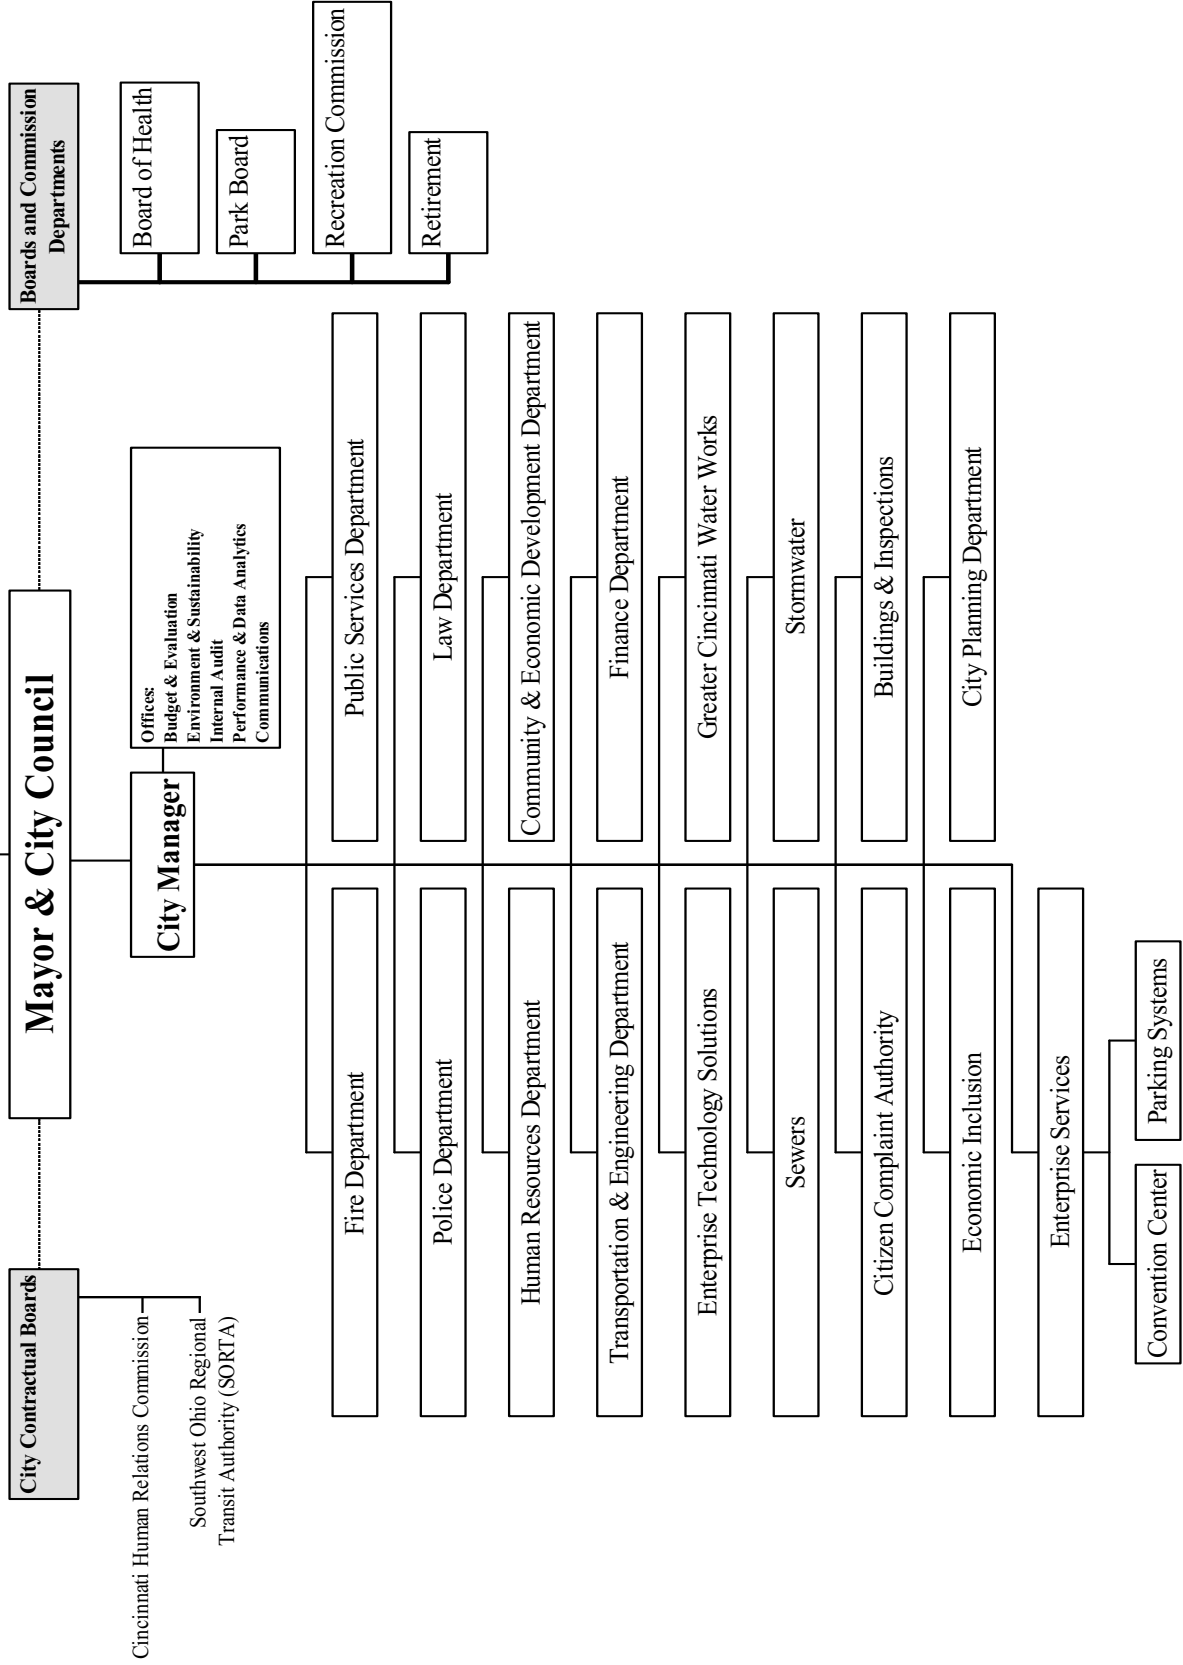 Mayor & City Council
City Contractual Boards
Cincinnati Human Relations Commission
Southwest Ohio Regional
Transit Authority (SORTA)
Boards and Commission
Departments
Board of Health
Park Board
Recreation Commission
Retirement
City Manager
Offices:
Budget & Evaluation
Environment & Sustainability
Internal Audit
Performance & Data Analytics
Communications
Fire Department
Public Services Department
Police Department
Law Department
Human Resources Department
Community & Economic Development Department
Transportation & Engineering Department
Finance Department
Enterprise Technology Solutions
Greater Cincinnati Water Works
Sewers
Stormwater
Citizen Complaint Authority
Buildings & Inspections
Economic Inclusion
City Planning Department
Enterprise Services
Convention Center
Parking Systems